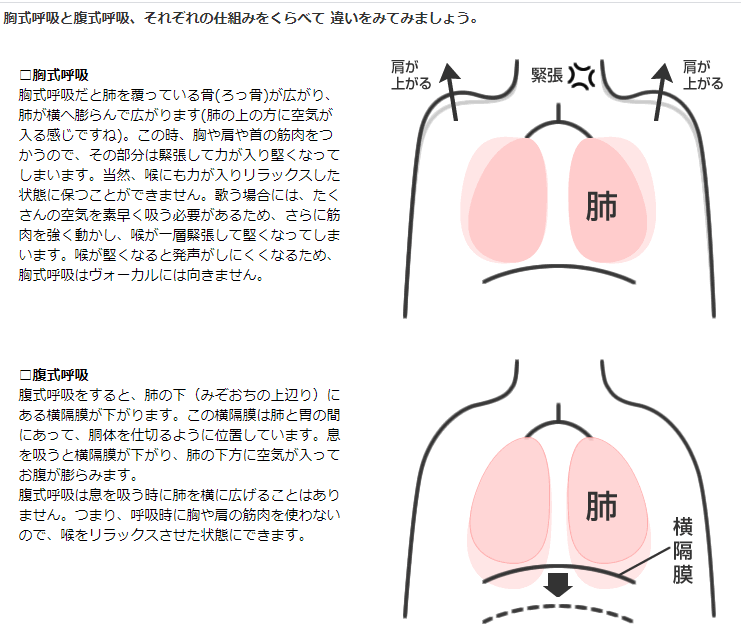 胸式呼吸と腹式呼吸、それぞれの仕組みをくらべて 違いをみてみましょう。
□胸式呼吸
胸式呼吸だと肺を覆っている骨(ろっ骨)が広がり、
肺が横へ膨らんで広がります(肺の上の方に空気が
入る感じですね)。この時、胸や肩や首の筋肉をつ
かうので、その部分は緊張して力が入り堅くなって
しまいます。当然、喉にも力が入りリラックスした
状態に保つことができません。歌う場合には、たく
さんの空気を素早く吸う必要があるため、さらに筋
肉を強く動かし、喉が一層緊張して堅くなってしま
います。喉が堅くなると発声がしにくくなるため、
胸式呼吸はヴォーカルには向きません。
肩が
上がる
緊張
肩が
上がる
肺
□腹式呼吸
腹式呼吸をすると、肺の下（みぞおちの上辺り）に
ある横隔膜が下がります。この横隔膜は肺と胃の間
にあって、胴体を仕切るように位置しています。息
を吸うと横隔膜が下がり、肺の下方に空気が入って
お腹が膨らみます。
腹式呼吸は息を吸う時に肺を横に広げることはあり
ません。つまり、呼吸時に胸や肩の筋肉を使わない
ので、喉をリラックスさせた状態にできます。
肺
横
隔
膜